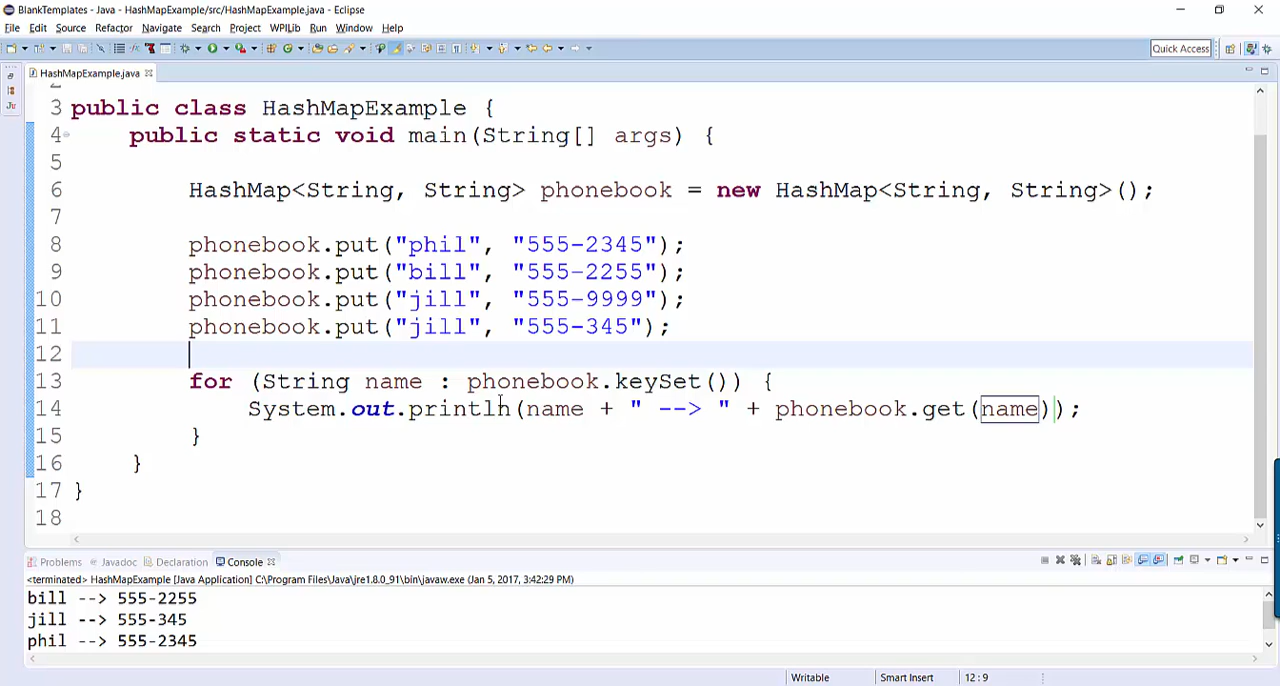 BlankTemplates - Java - HashMapExample/src/HashMapExample.java - Eclipse
File Edit Source Refactor Navigate Search Project WPILib Run Window Help
Quick Access
HashMapExample.java
2
3 public class HashMapExample {
4 public static void main(String[] args) {
5
6 HashMap<String, String> phonebook = new HashMap<String, String>();
7
8 phonebook.put("phil", "555-2345");
9 phonebook.put("bill", "555-2255");
10 phonebook.put("jill", "555-9999");
11 phonebook.put("jill", "555-345");
12
13 for (String name : phonebook.keySet()) {
14 System.out.println(name + " --> " + phonebook.get(name));
15 }
16 }
17 }
18
Problems @ Javadoc Declaration Console
<terminated> HashMapExample [Java Application] C:\Program Files\Java\jre1.8.0_91\bin\javaw.exe (Jan 5, 2017, 3:42:29 PM)
bill --> 555-2255
jill --> 555-345
phil --> 555-2345
Writable Smart Insert 12 : 9